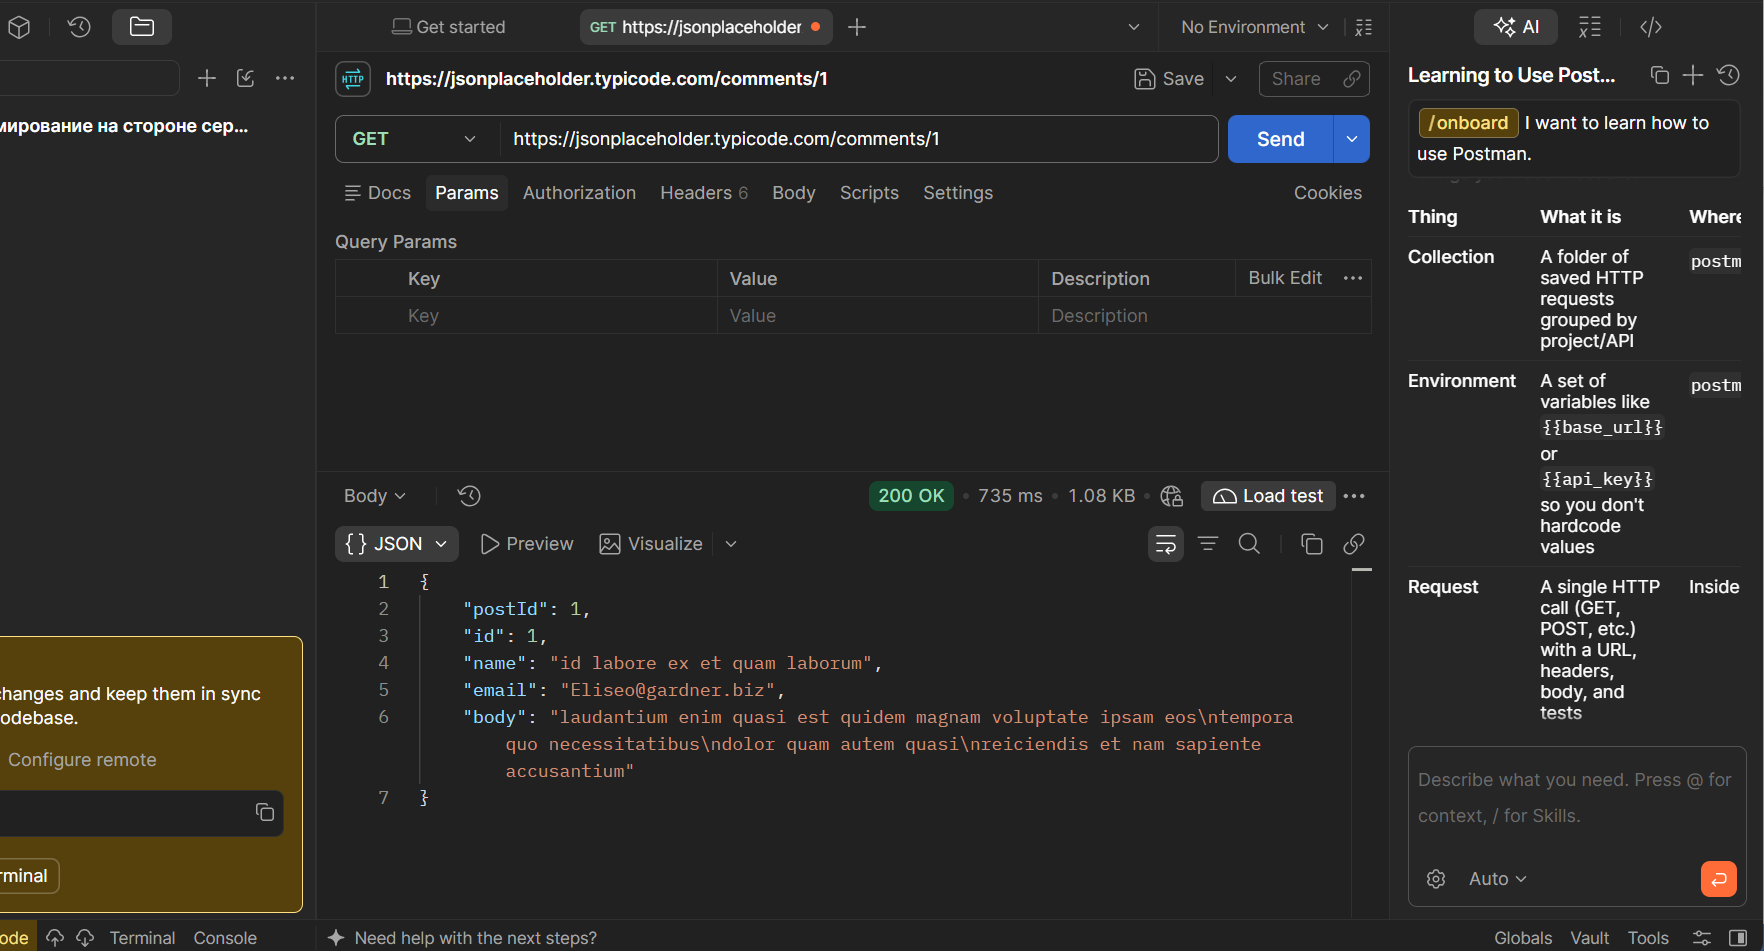 Get started
GET https://jsonplaceholder
No Environment
AI
https://jsonplaceholder.typicode.com/comments/1
Save
Share
Learning to Use Post...
/onboard I want to learn how to
use Postman.
мирование на стороне сер...
GET
https://jsonplaceholder.typicode.com/comments/1
Send
Docs
Params
Authorization
Headers 6
Body
Scripts
Settings
Cookies
Query Params
Key
Value
Description
Bulk Edit
Key
Value
Description
Thing
What it is
Where
Collection
A folder of
saved HTTP
requests
grouped by
project/API
postm
Environment
A set of
variables like
{{base_url}}
or
{{api_key}}
so you don't
hardcode
values
postm
Request
A single HTTP
call (GET,
POST, etc.)
with a URL,
headers,
body, and
tests
Inside
Body
200 OK
735 ms
1.08 KB
Load test
{} JSON
Preview
Visualize
1 {
2 "postId": 1,
3 "id": 1,
4 "name": "id labore ex et quam laborum",
5 "email": "Eliseo@gardner.biz",
6 "body": "laudantium enim quasi est quidem magnam voluptate ipsam eos\ntempora
quo necessitatibus\ndolor quam autem quasi\nreiciendis et nam sapiente
accusantium"
7 }
changes and keep them in sync
odebase.
Configure remote
rminal
Describe what you need. Press @ for
context, / for Skills.
Auto
ode
Terminal
Console
Need help with the next steps?
Globals
Vault
Tools